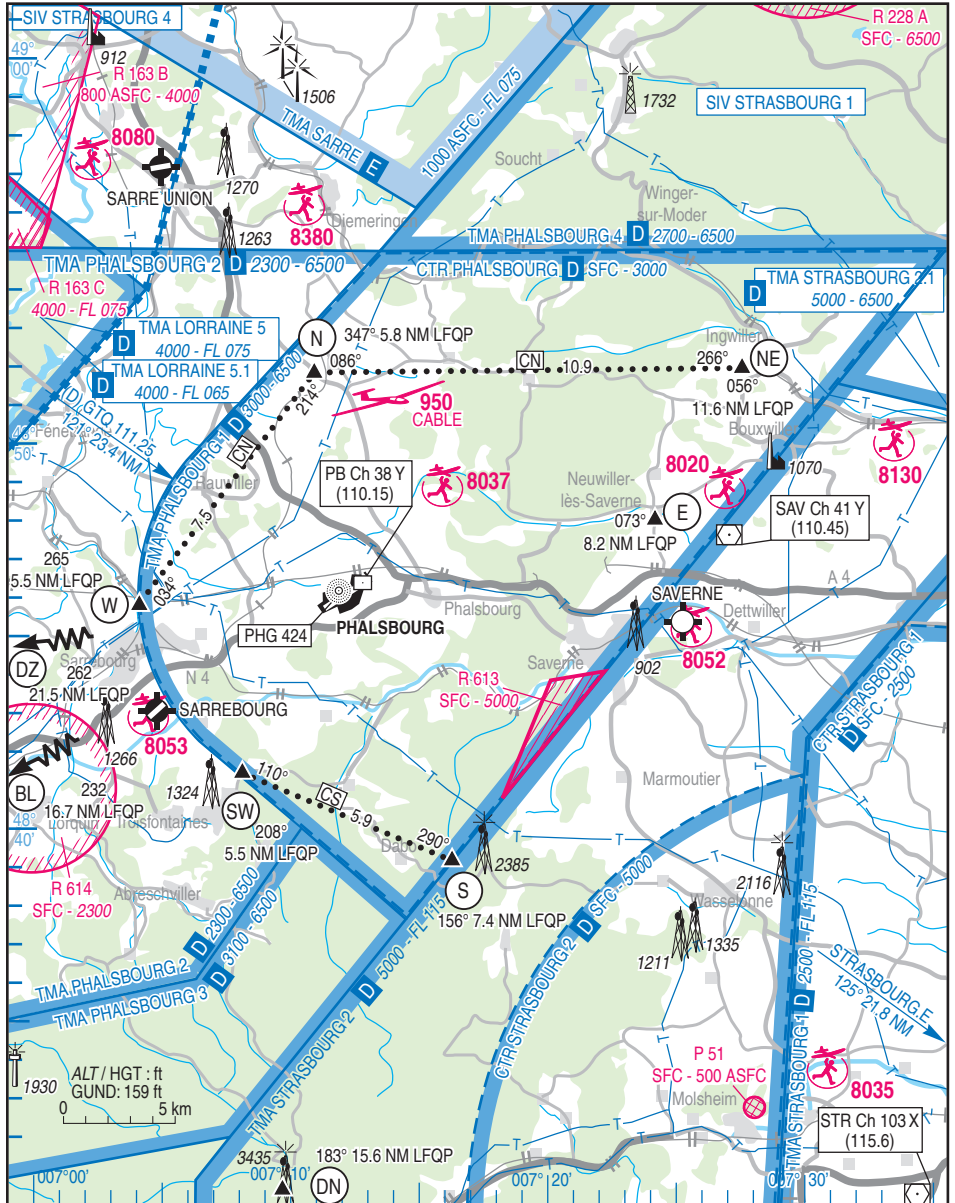 SIV STRASBOURG 4
R 228 A
SFC - 6500
49°
00'
912
R 163 B
800 ASFC - 4000
1506
1732
SIV STRASBOURG 1
1000 ASFC - FL 075
TMA SARRE E
8080
SARRE UNION
1270
Soucht
Winger-
sur-Moder
8380
Diemeringe
1263
TMA PHALSBOURG 4 D 2700 - 6500
TMA PHALSBOURG 2 D 2300 - 6500
CTR PHALSBOURG D SFC - 3000
R 163 C
4000 - FL 075
D TMA STRASBOURG 2.1
5000 - 6500
D TMA LORRAINE 5
4000 - FL 075
D TMA LORRAINE 5.1
4000 - FL 065
N
347° 5.8 NM LFQP
086°
CN
10.9
266°
Ingwiller
NE
056°
11.6 NM LFQP
214°
950
CABLE
(D) GTQ 111.25
121° 23.4 NM
TMA PHALSBOURG 1 D 3000 - 6500
50'
CN
7.5
034°
PB Ch 38 Y
(110.15)
8037
Neuwiller-
lès-Saverne
8020
1070
8130
073°
E
8.2 NM LFQP
SAV Ch 41 Y
(110.45)
265
5.5 NM LFQP
W
PHG 424
PHALSBOURG
Phalsbourg
A 4
SAVERNE
Dettwiller
902
8052
DZ
Sarrebourg
262
21.5 NM LFQP
N 4
Saverne
R 613
SFC - 5000
SARREBOURG
8053
1266
CTR STRASBOURG 1
D SFC - 2500
BL
232
16.7 NM LFQP
1324
110°
CS
5.9
290°
Marmoutier
48°
40'
Lorquin
Troisfontaines
SW
208°
5.5 NM LFQP
Dabo
2385
S
156° 7.4 NM LFQP
R 614
SFC - 2300
Abreschviller
2116
Wasselonne
1335
1211
TMA PHALSBOURG 2 D 2300 - 6500
TMA PHALSBOURG 3 D 3100 - 6500
TMA STRASBOURG 2 D 5000 - FL 115
CTR STRASBOURG 2 D SFC - 5000
TMA STRASBOURG 1 D 2500 - FL 115
STRASBOURG E
125° 21.8 NM
1930
ALT / HGT : ft
GUND: 159 ft
0 5 km
P 51
SFC - 500 ASFC
Molsheim
8035
STR Ch 103 X
(115.6)
3435
183° 15.6 NM LFQP
DN
007° 00'
007° 10'
007° 20'
007° 30'